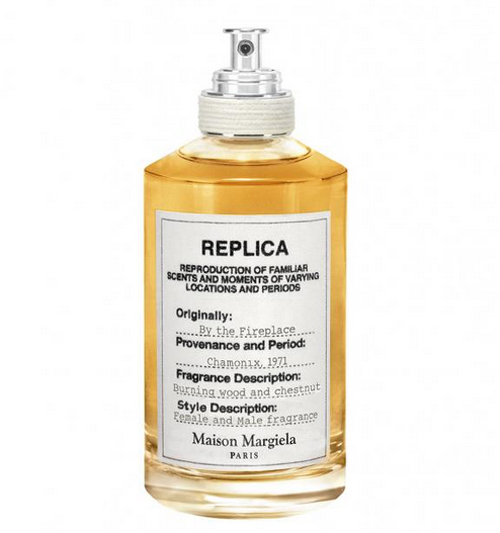 REPLICA
REPRODUCTION OF FAMILIAR
SCENTS AND MOMENTS OF VARYING
LOCATIONS AND PERIODS
Originally:
By the Fireplace
Provenance and Period:
Chamonix, 1971
Fragrance Description:
Burning wood and chestnut
Style Description:
Female and Male fragrance
Maison Margiela
PARIS